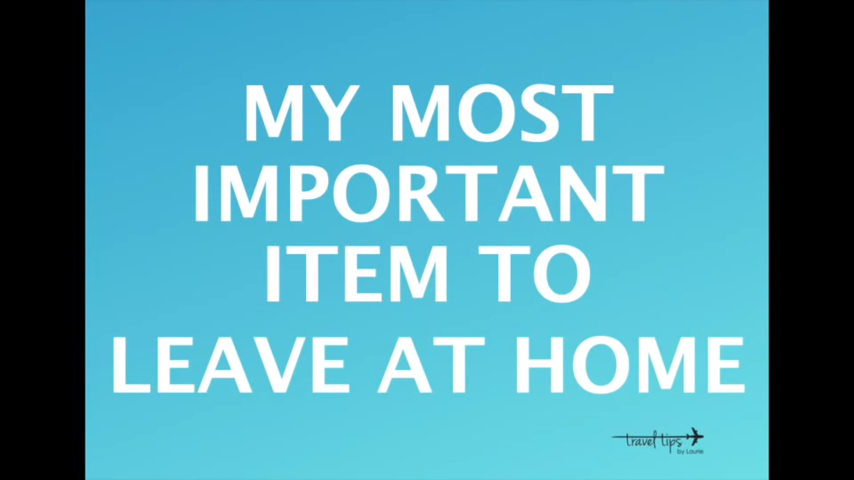 MY MOST
IMPORTANT
ITEM TO
LEAVE AT HOME
travel tips
by Laurie